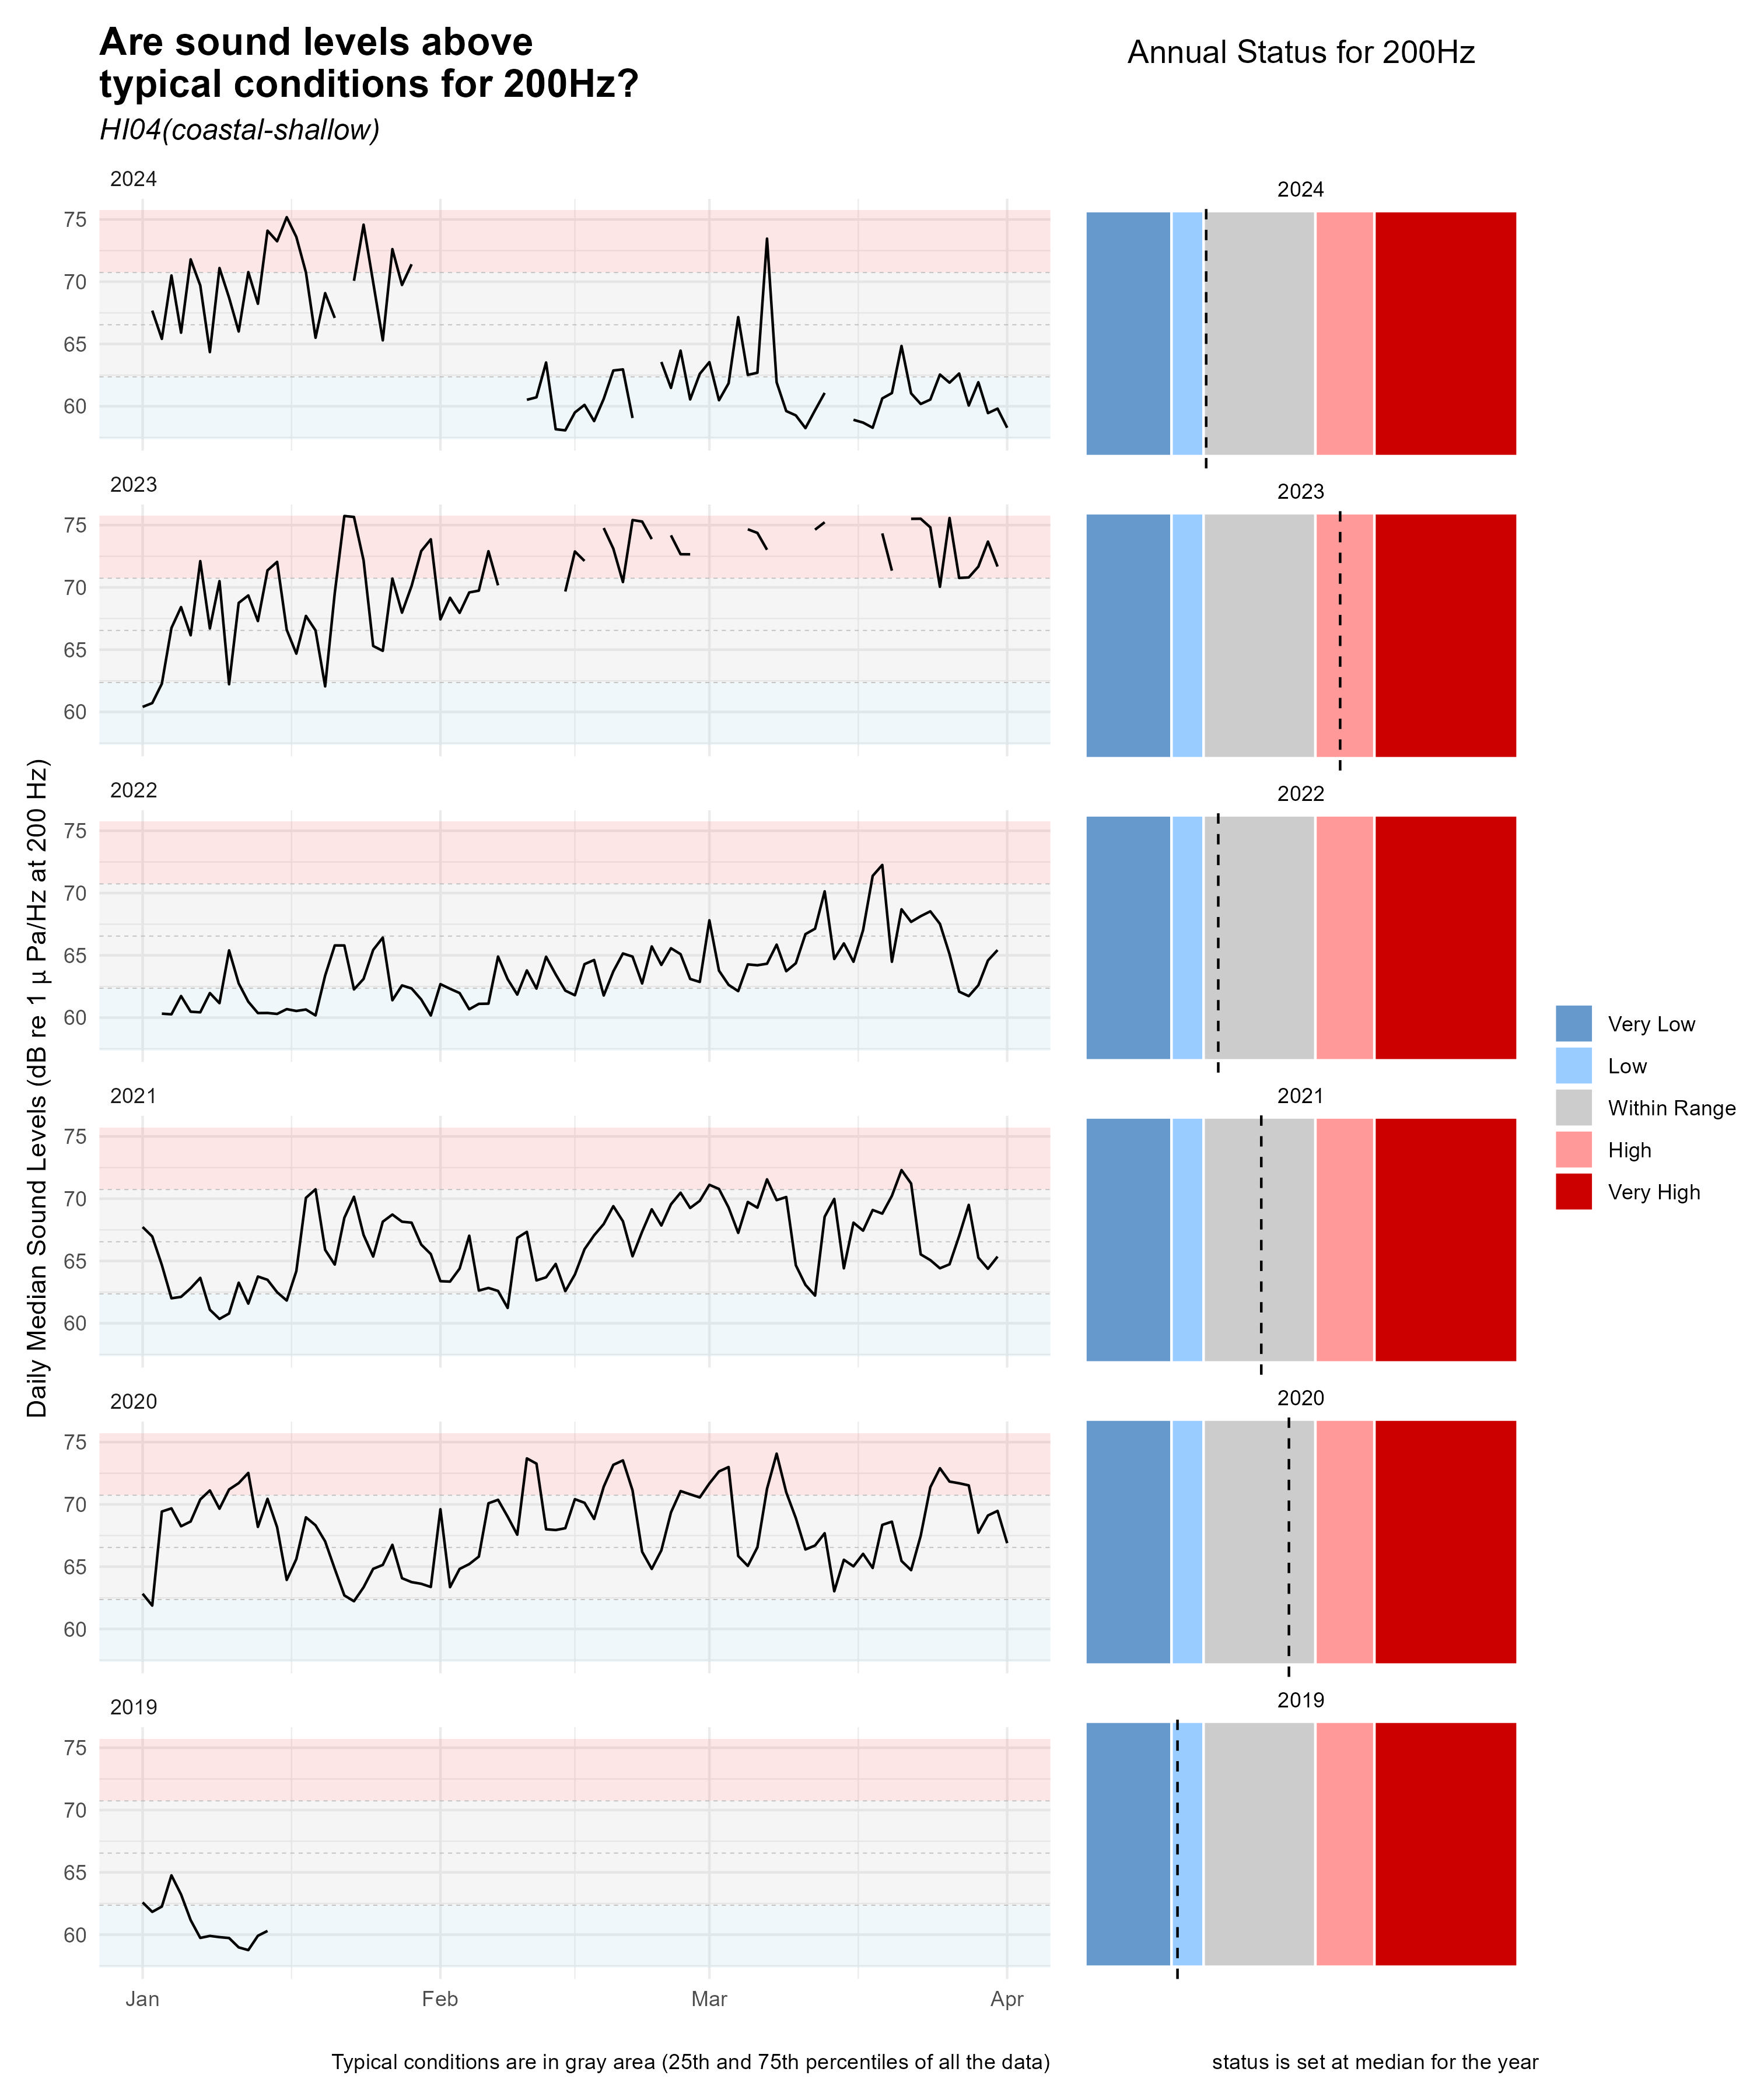 Are sound levels above
typical conditions for 200Hz?
HI04(coastal-shallow)
Annual Status for 200Hz
Daily Median Sound Levels (dB re 1 μ Pa/Hz at 200 Hz)
2024
75
70
65
60
2023
75
70
65
60
2022
75
70
65
60
2021
75
70
65
60
2020
75
70
65
60
2019
75
70
65
60
Jan
Feb
Mar
Apr
2024
2023
2022
2021
2020
2019
Very Low
Low
Within Range
High
Very High
Typical conditions are in gray area (25th and 75th percentiles of all the data)
status is set at median for the year